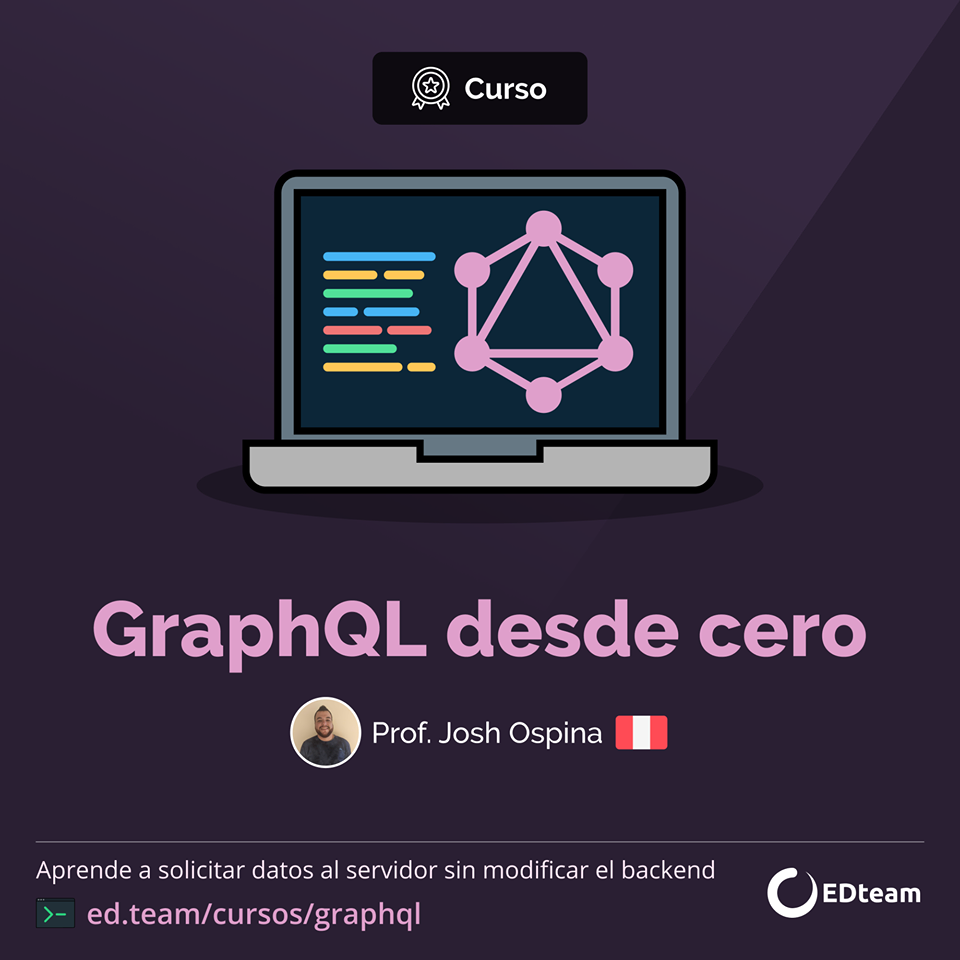 Curso
GraphQL desde cero
Prof. Josh Ospina
Aprende a solicitar datos al servidor sin modificar el backend
ed.team/cursos/graphql
EDteam